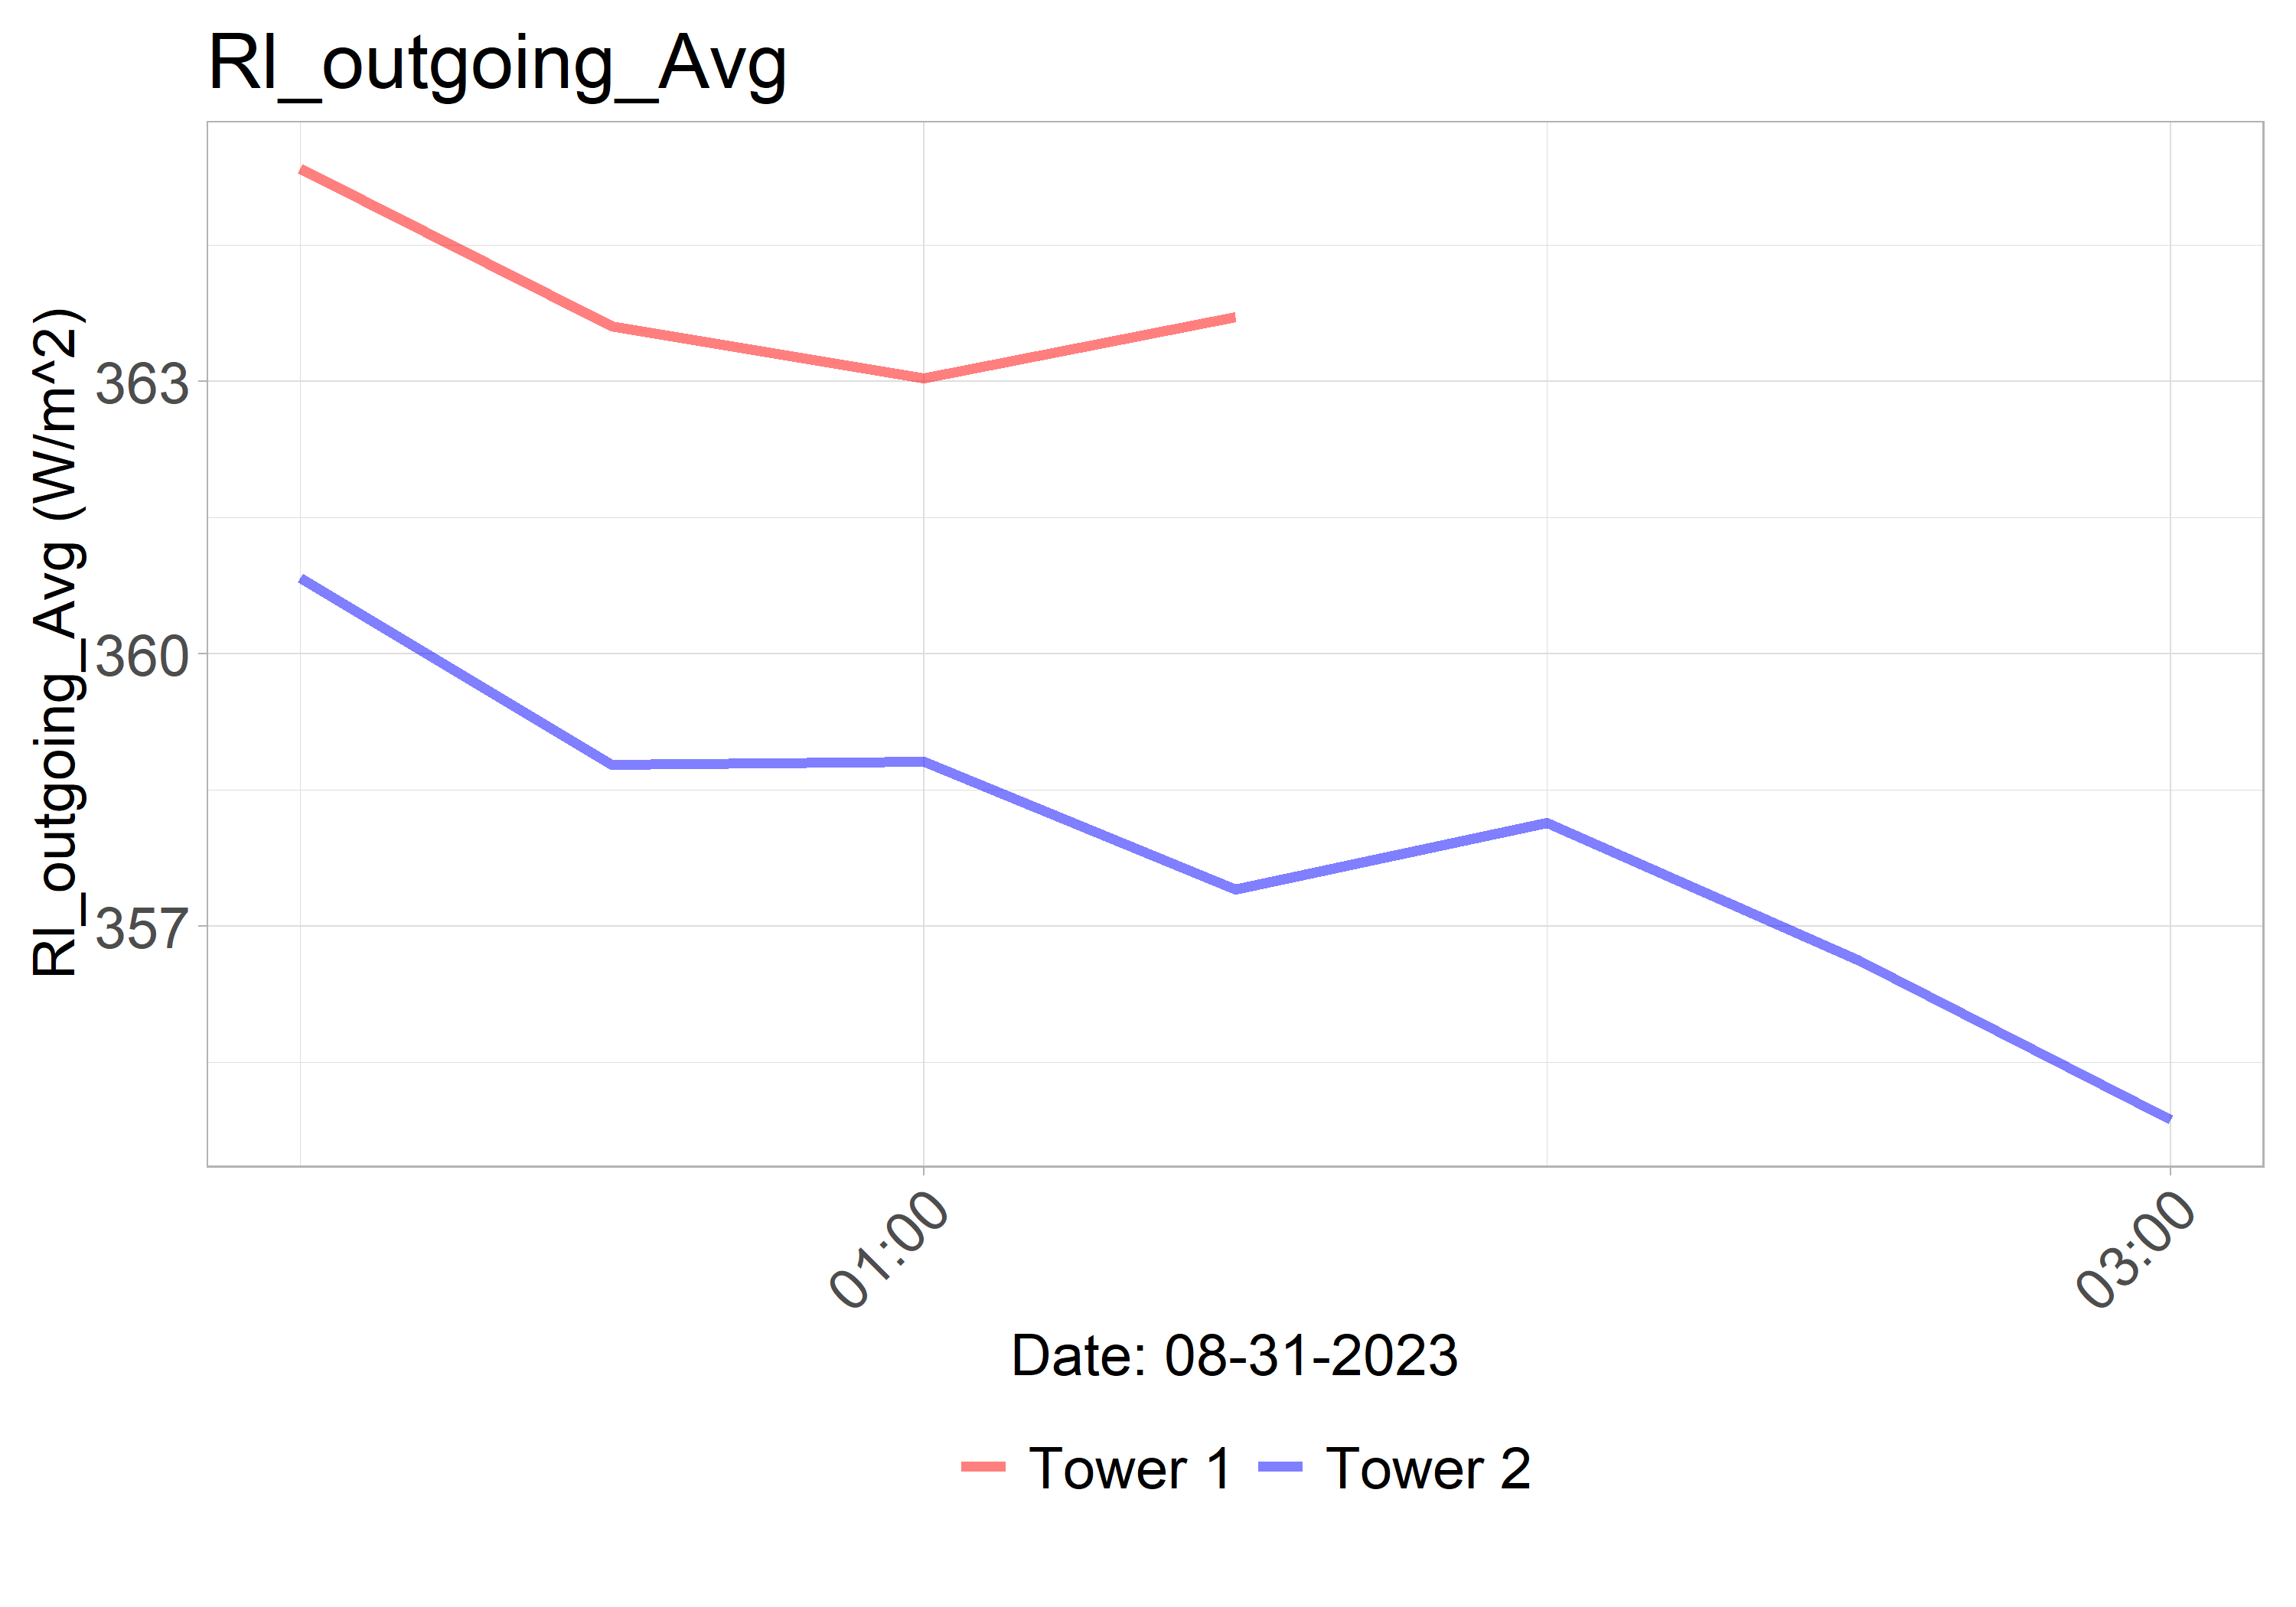 Rl_outgoing_Avg
Rl_outgoing_Avg (W/m^2)
363
360
357
01:00
03:00
Date: 08-31-2023
Tower 1
Tower 2